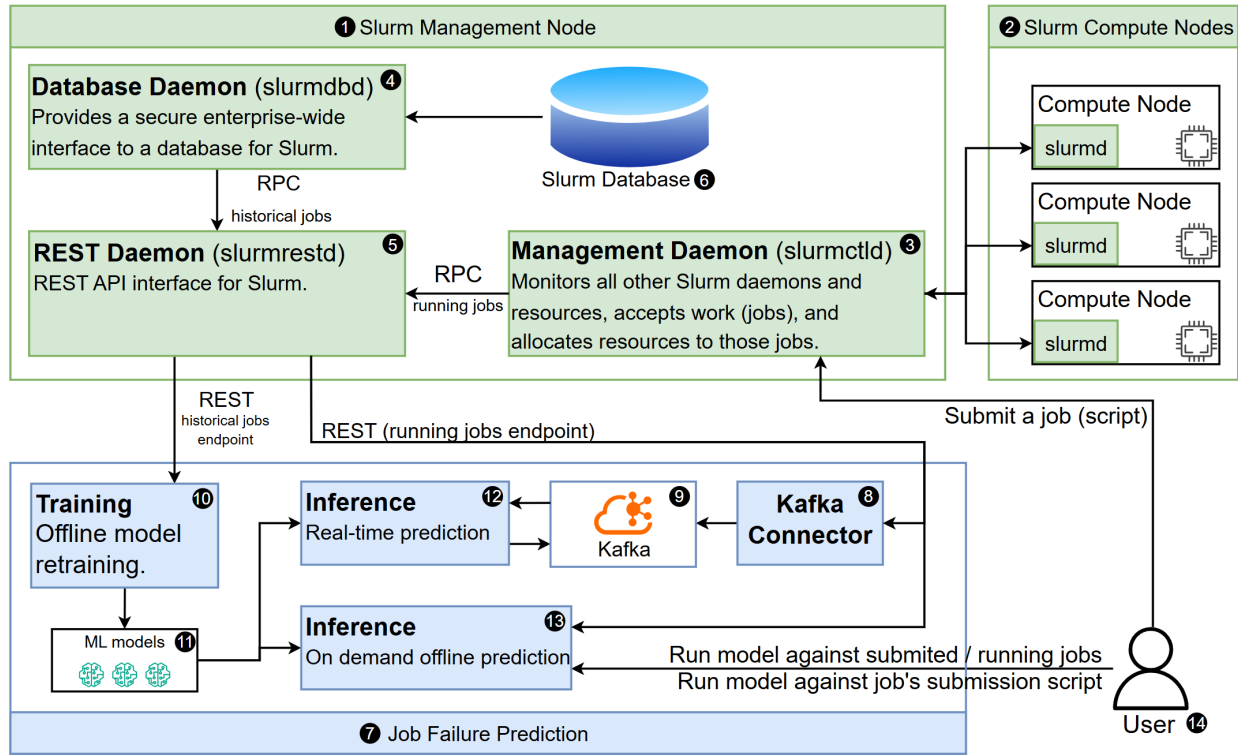 1 Slurm Management Node
2 Slurm Compute Nodes
Database Daemon (slurmdbd) 4
Provides a secure enterprise-wide
interface to a database for Slurm.
Slurm Database 6
RPC
historical jobs
REST Daemon (slurmrestd) 5
REST API interface for Slurm.
RPC
running jobs
Management Daemon (slurmctld) 3
Monitors all other Slurm daemons and
resources, accepts work (jobs), and
allocates resources to those jobs.
Compute Node
slurmd
Compute Node
slurmd
Compute Node
slurmd
REST
historical jobs
endpoint
REST (running jobs endpoint)
Submit a job (script)
Training 10
Offline model
retraining.
ML models 11
Inference 12
Real-time prediction
9
Kafka
Kafka 8
Connector
Inference 13
On demand offline prediction
Run model against submited / running jobs
Run model against job's submission script
User 14
7 Job Failure Prediction